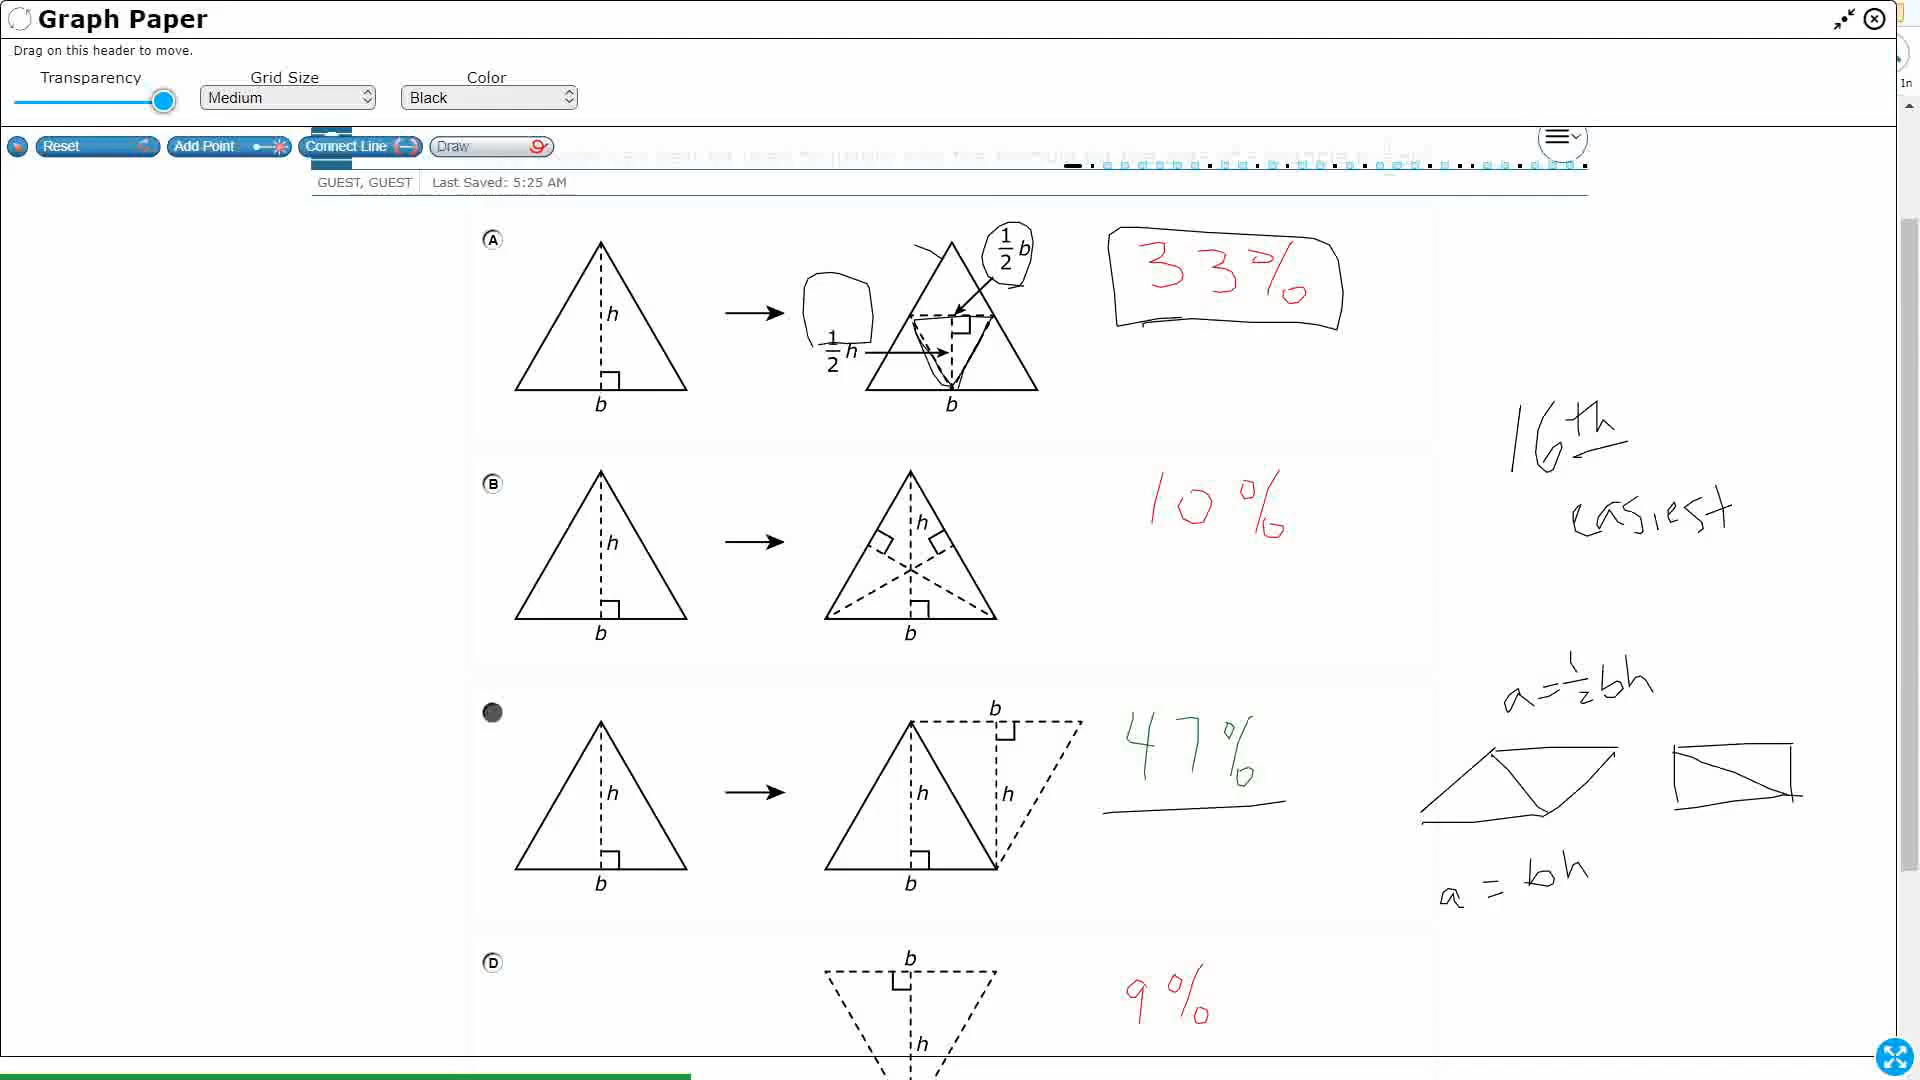 Graph Paper
Drag on this header to move.
Transparency Grid Size Color
Medium Black
Reset Add Point Connect Line Draw
GUEST, GUEST Last Saved: 5:25 AM
In
A
h
b
1/2 b
1/2 h
b
33%
16th
easiest
B
h
b
h
b
10%
a = 1/2 bh
h
b
b
h
h
b
47%
a = bh
D
b
h
9%